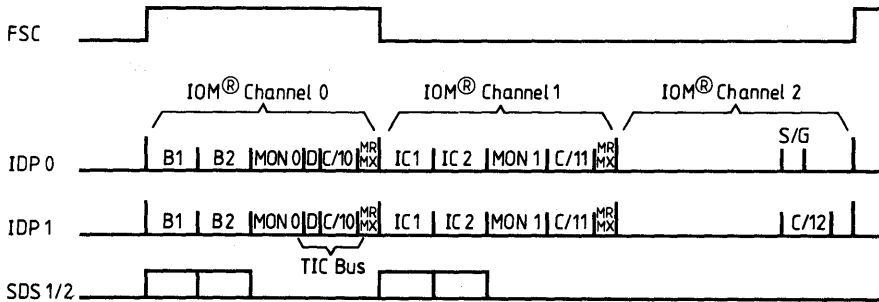 FSC
IOM® Channel 0 IOM® Channel 1 IOM® Channel 2
S/G
IDP 0 B1 B2 MON 0 D C/I0 MR MX IC1 IC 2 MON 1 C/I1 MR MX
IDP 1 B1 B2 MON 0 D C/I0 MR MX IC1 IC 2 MON 1 C/I1 MR MX C/I2
TIC Bus
SDS 1/2